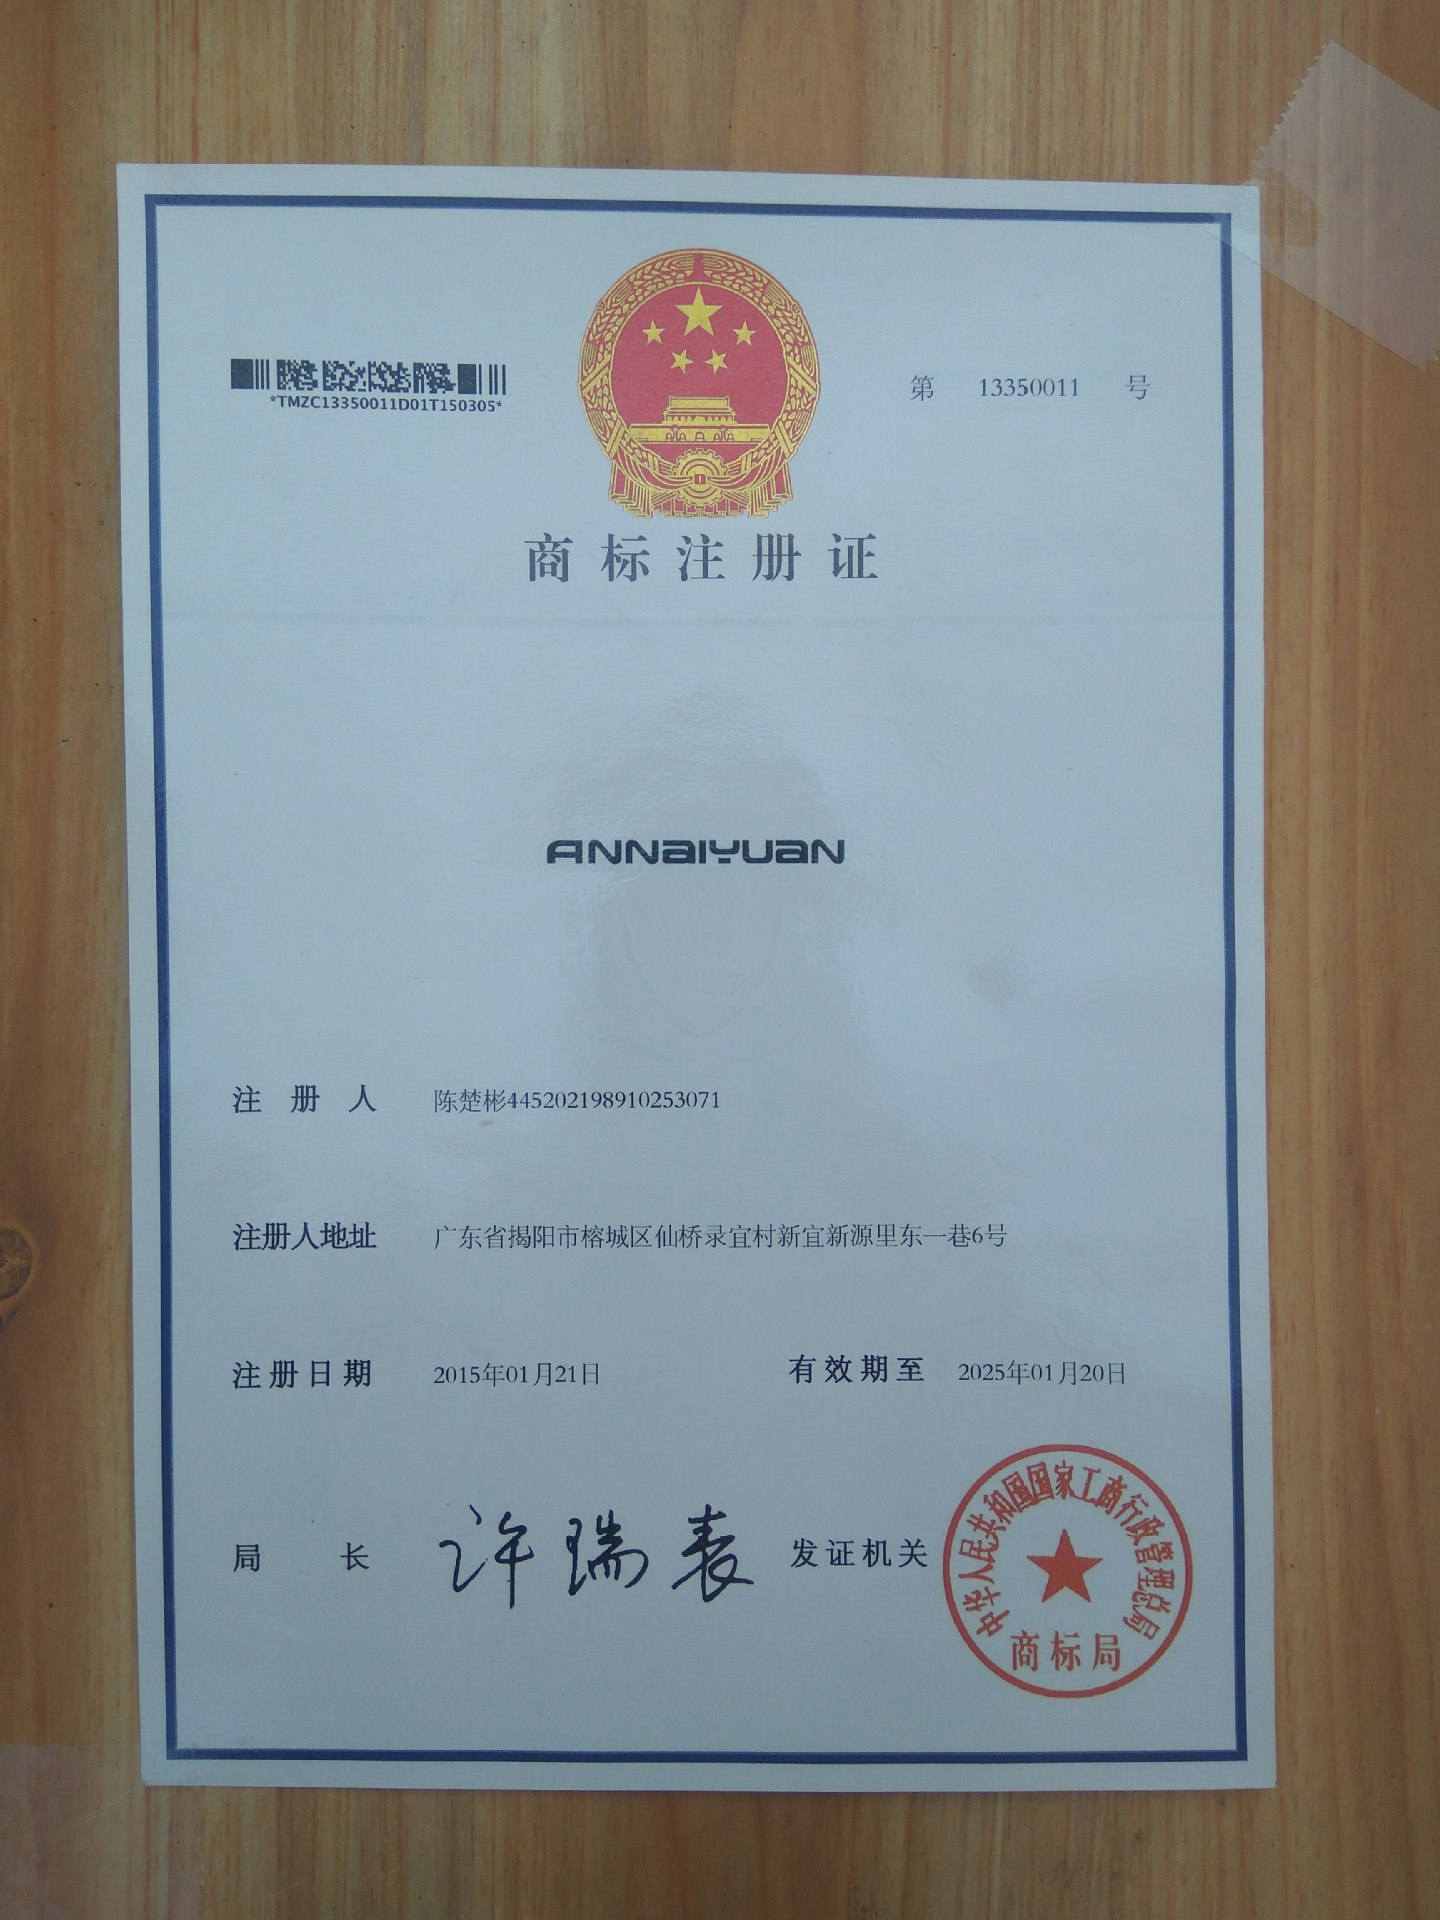 *TMZC13350011D01T150305*
第 13350011 号
商标注册证
ANNAIYUAN
注册人 陈楚彬445202198910253071
注册人地址 广东省揭阳市榕城区仙桥录宜村新宜新源里东一巷6号
注册日期 2015年01月21日 有效期至 2025年01月20日
局长 许瑞表 发证机关
中华人民共和国国家工商行政管理总局
商标局